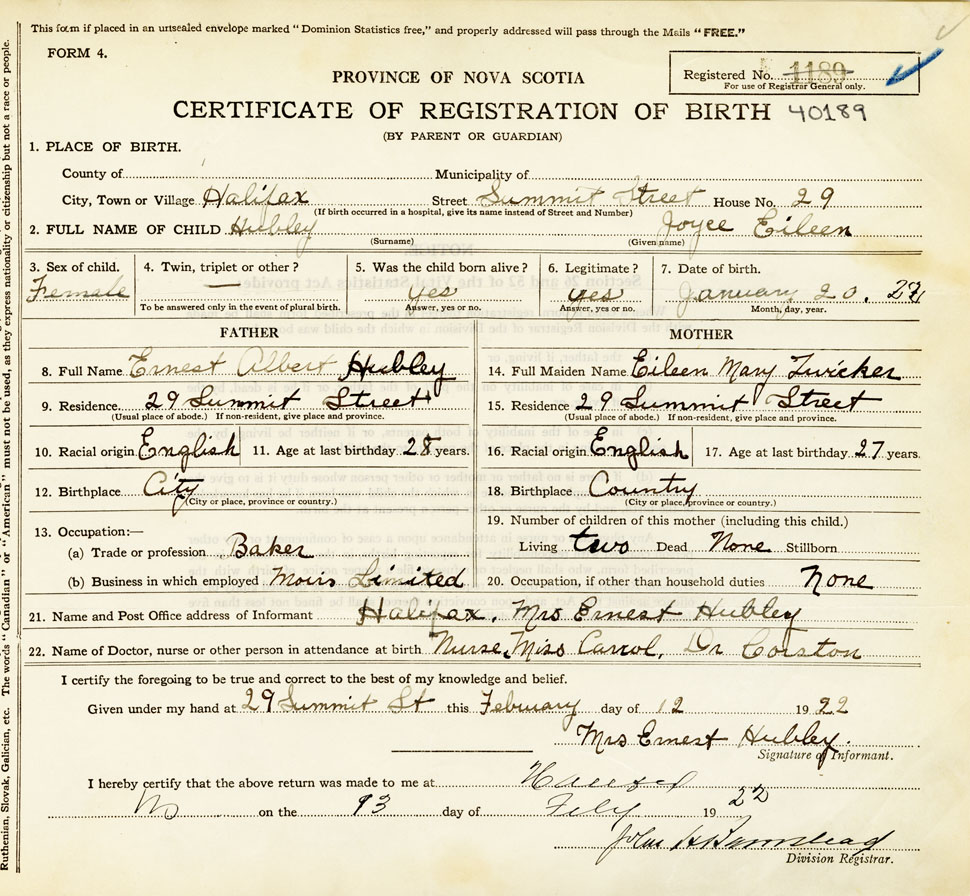 This form if placed in an unsealed envelope marked "Dominion Statistics free," and properly addressed will pass through the Mails "FREE."
FORM 4.
Registered No. 1189
For use of Registrar General only.
PROVINCE OF NOVA SCOTIA
CERTIFICATE OF REGISTRATION OF BIRTH 40189
(BY PARENT OR GUARDIAN)
1. PLACE OF BIRTH.
County of Municipality of
City, Town or Village Halifax Street Summit Street House No. 29
(If birth occurred in a hospital, give its name instead of Street and Number)
2. FULL NAME OF CHILD Hubley Joyce Eileen
(Surname) (Given name)
3. Sex of child. 4. Twin, triplet or other? 5. Was the child born alive? 6. Legitimate? 7. Date of birth.
Female — yes yes January 20.
To be answered only in the event of plural birth. Answer, yes or no. Answer, yes or no. Month, day, year.
FATHER MOTHER
8. Full Name Ernest Albert Hubley 14. Full Maiden Name Eileen Mary Zwicker
9. Residence 29 Summit Street 15. Residence 29 Summit Street
(Usual place of abode.) If non-resident, give place and province. (Usual place of abode.) If non-resident, give place and province.
10. Racial origin English 11. Age at last birthday 28 years. 16. Racial origin English 17. Age at last birthday 27 years.
12. Birthplace City 18. Birthplace Country
(City or place, province or country.) (City or place, province or country.)
13. Occupation:— 19. Number of children of this mother (including this child.)
(a) Trade or profession Baker Living two Dead None Stillborn
(b) Business in which employed Moirs Limited 20. Occupation, if other than household duties None
21. Name and Post Office address of Informant Halifax. Mrs Ernest Hubley
22. Name of Doctor, nurse or other person in attendance at birth Nurse, Miss Carrol, Dr Corston
I certify the foregoing to be true and correct to the best of my knowledge and belief.
Given under my hand at 29 Summit St this February day of 12 1922
Mrs Ernest Hubley.
Signature of Informant.
I hereby certify that the above return was made to me at
on the 13 day of 19 22
John
Division Registrar.
Ruthenian, Slovak, Galician, etc. The words "Canadian" or "American" must not be used, as they express nationality or citizenship but not a race or people.